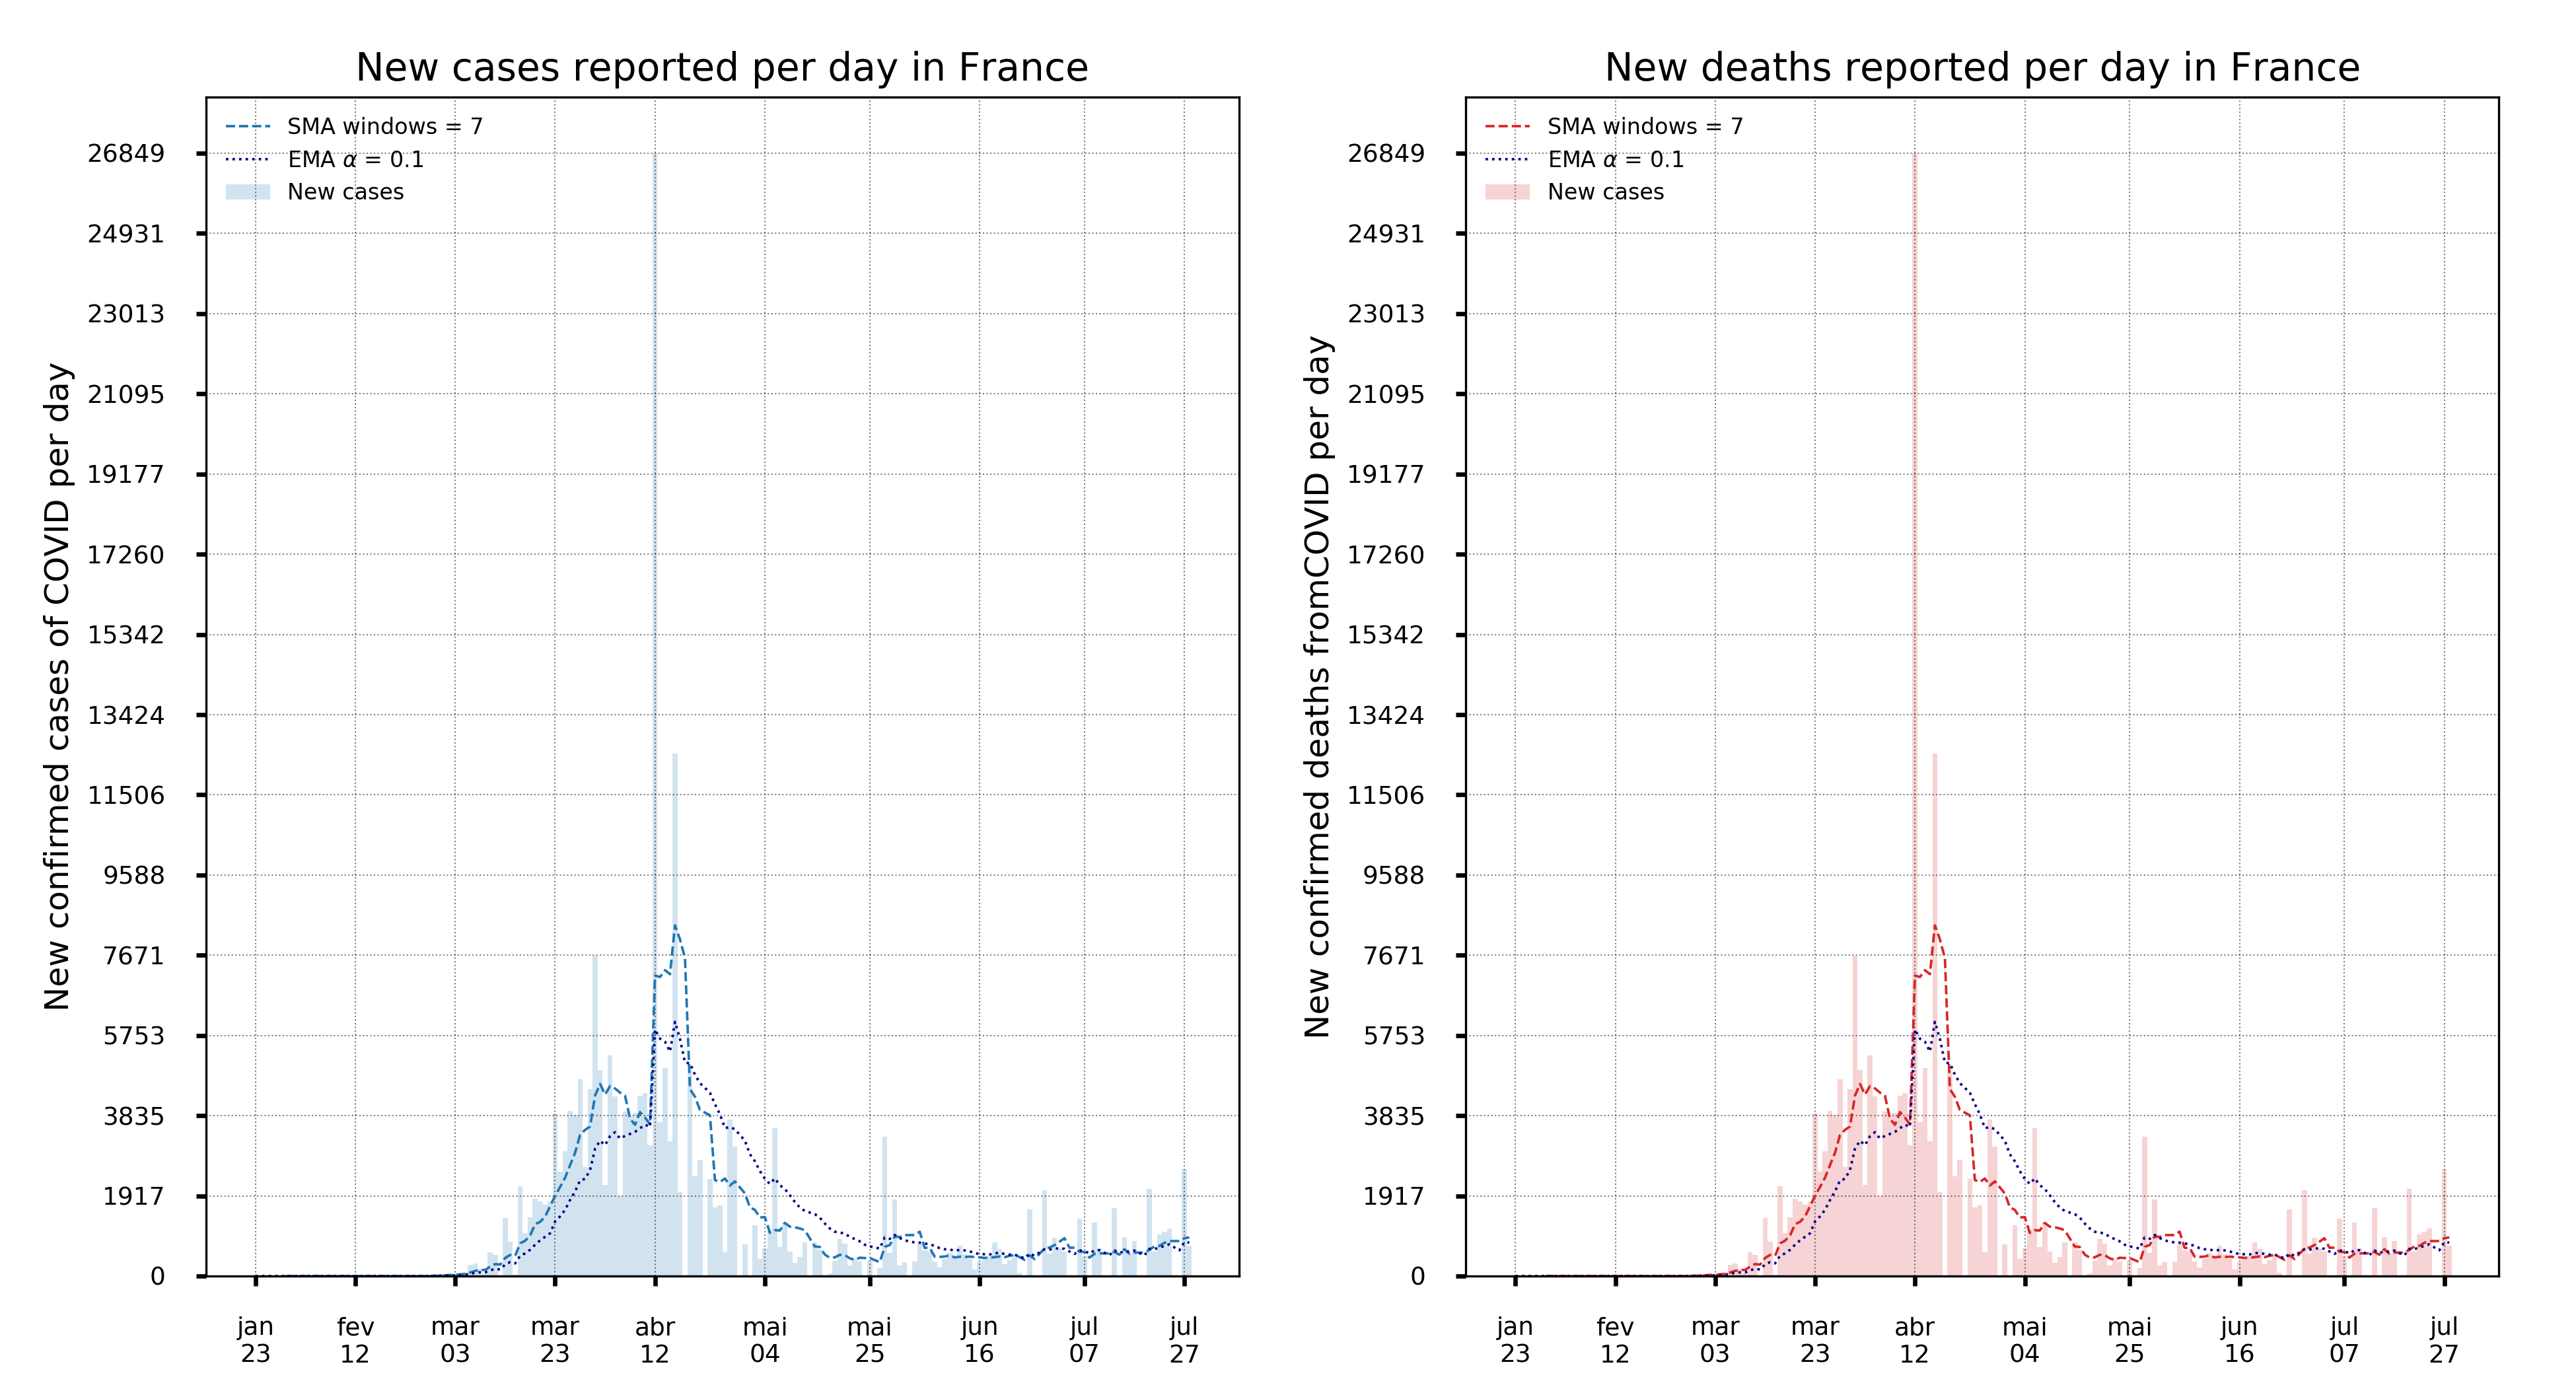 New cases reported per day in France
New confirmed cases of COVID per day
SMA windows = 7
EMA α = 0.1
New cases
26849
24931
23013
21095
19177
17260
15342
13424
11506
9588
7671
5753
3835
1917
0
jan 23
fev 12
mar 03
mar 23
abr 12
mai 04
mai 25
jun 16
jul 07
jul 27
New deaths reported per day in France
New confirmed deaths fromCOVID per day
SMA windows = 7
EMA α = 0.1
New cases
26849
24931
23013
21095
19177
17260
15342
13424
11506
9588
7671
5753
3835
1917
0
jan 23
fev 12
mar 03
mar 23
abr 12
mai 04
mai 25
jun 16
jul 07
jul 27